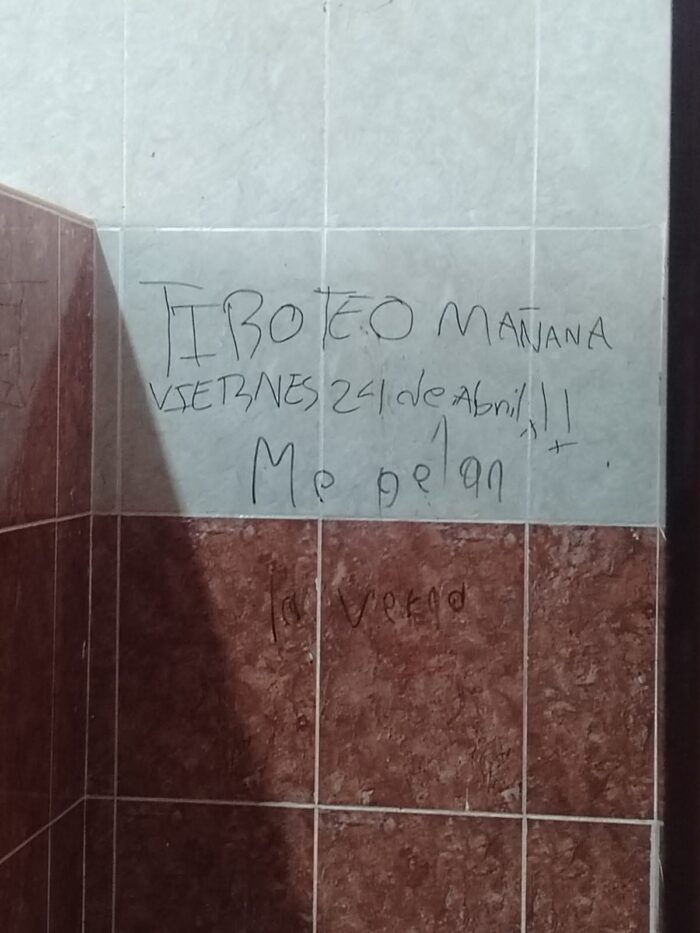 TIROTEO MAÑANA
VIERNES 24 de Abril!!
Me pelan
la verga